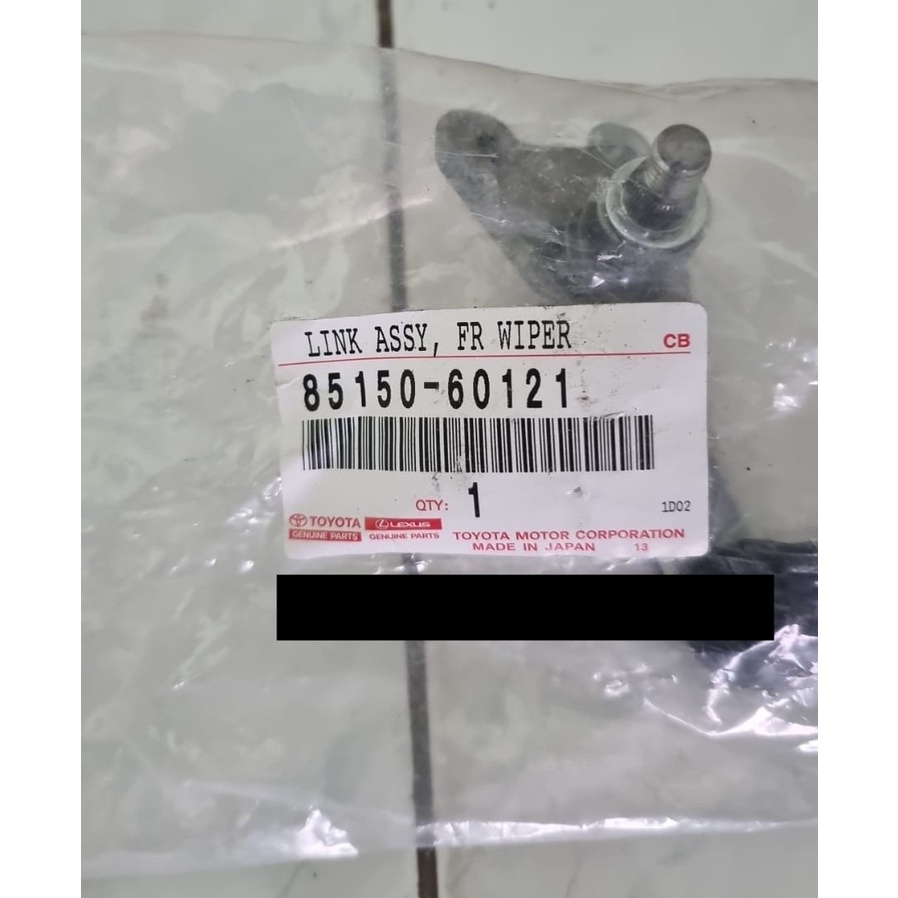 LINK ASSY, FR WIPER CB
85150-60121
QTY: 1 1D02
TOYOTA LEXUS
GENUINE PARTS GENUINE PARTS
TOYOTA MOTOR CORPORATION
MADE IN JAPAN 13